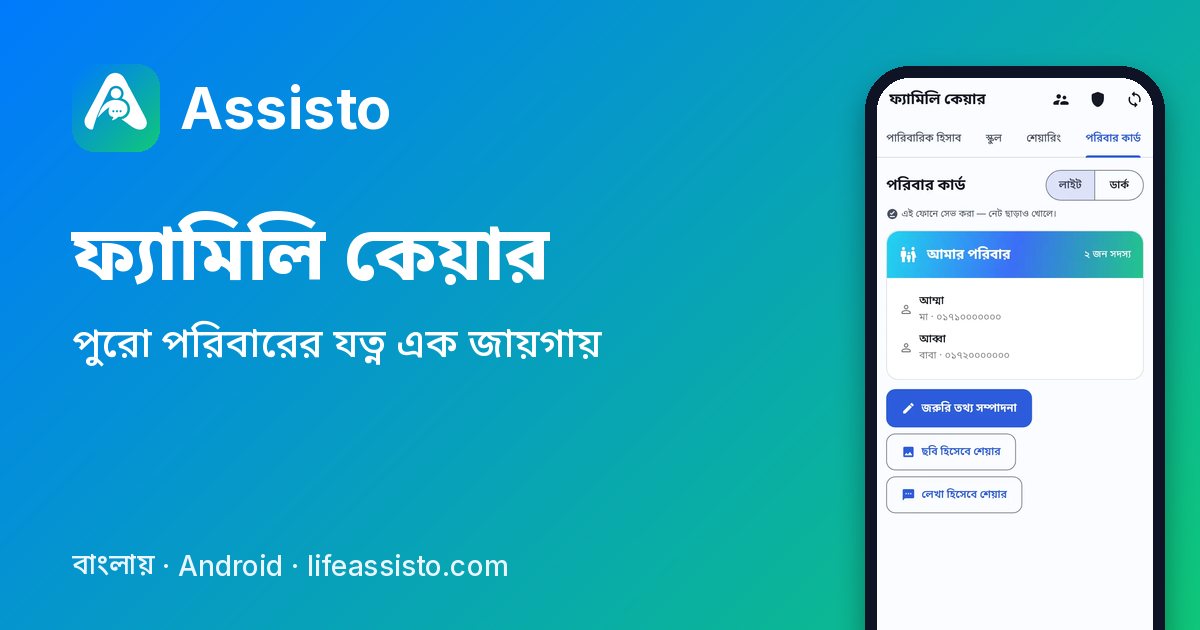 Assisto
ফ্যামিলি কেয়ার
পুরো পরিবারের যত্ন এক জায়গায়
বাংলায় · Android · lifeassisto.com
ফ্যামিলি কেয়ার
পারিবারিক হিসাব স্কুল শেয়ারিং পরিবার কার্ড
পরিবার কার্ড লাইট ডার্ক
এই ফোনে সেভ করা — নেট ছাড়াও খোলে।
আমার পরিবার ২ জন সদস্য
আম্মা
মা · ০১৭১০০০০০০০
আব্বা
বাবা · ০১৭২০০০০০০০
জরুরি তথ্য সম্পাদনা
ছবি হিসেবে শেয়ার
লেখা হিসেবে শেয়ার